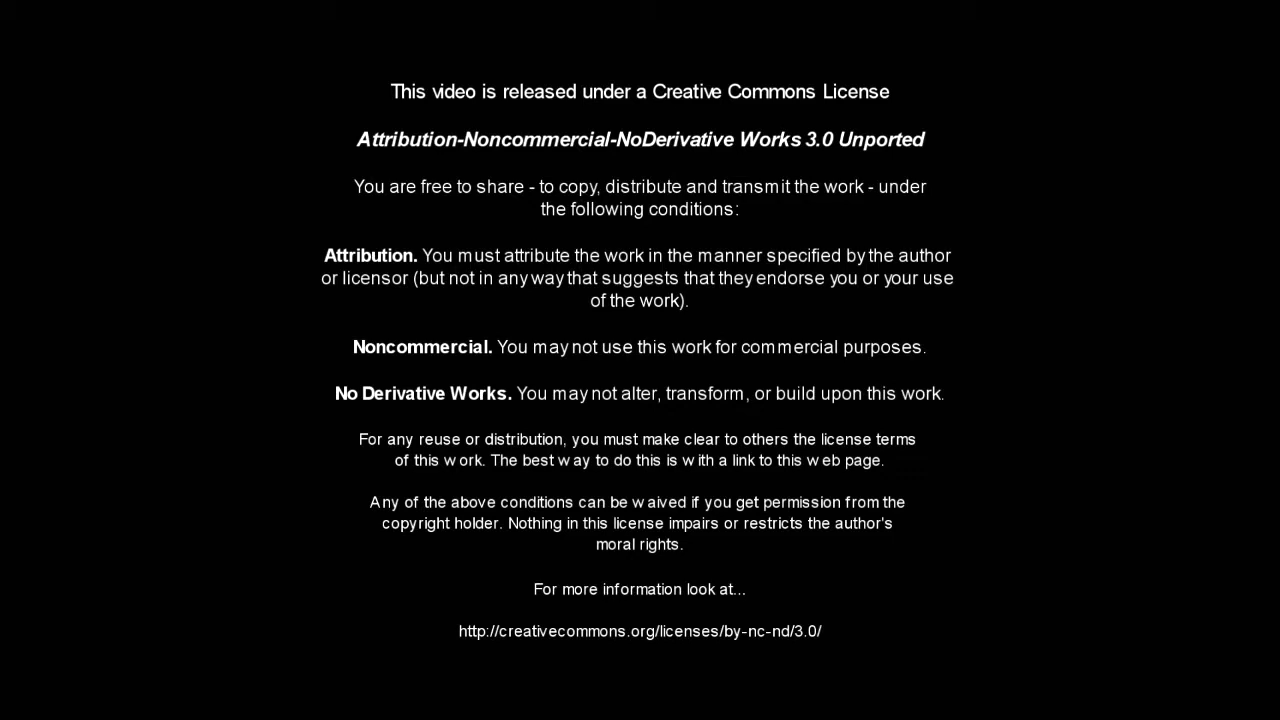 This video is released under a Creative Commons License
Attribution-Noncommercial-NoDerivative Works 3.0 Unported
You are free to share - to copy, distribute and transmit the work - under
the following conditions:
Attribution. You must attribute the work in the manner specified by the author
or licensor (but not in any way that suggests that they endorse you or your use
of the work).
Noncommercial. You may not use this work for commercial purposes.
No Derivative Works. You may not alter, transform, or build upon this work.
For any reuse or distribution, you must make clear to others the license terms
of this work. The best way to do this is with a link to this web page.
Any of the above conditions can be waived if you get permission from the
copyright holder. Nothing in this license impairs or restricts the author's
moral rights.
For more information look at...
http://creativecommons.org/licenses/by-nc-nd/3.0/